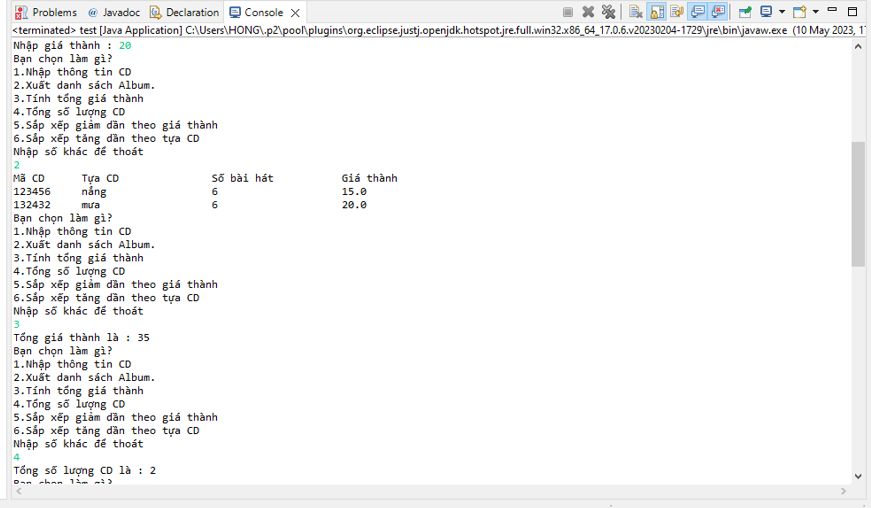 Problems @ Javadoc Declaration Console
<terminated> test [Java Application] C:\Users\HONG\.p2\pool\plugins\org.eclipse.justj.openjdk.hotspot.jre.full.win32.x86_64_17.0.6.v20230204-1729\jre\bin\javaw.exe (10 May 2023, 17
Nhập giá thành : 20
Bạn chọn làm gì?
1.Nhập thông tin CD
2.Xuất danh sách Album.
3.Tính tổng giá thành
4.Tổng số lượng CD
5.Sắp xếp giảm dần theo giá thành
6.Sắp xếp tăng dần theo tựa CD
Nhập số khác để thoát
2
Mã CD Tựa CD Số bài hát Giá thành
123456 nắng 6 15.0
132432 mưa 6 20.0
Bạn chọn làm gì?
1.Nhập thông tin CD
2.Xuất danh sách Album.
3.Tính tổng giá thành
4.Tổng số lượng CD
5.Sắp xếp giảm dần theo giá thành
6.Sắp xếp tăng dần theo tựa CD
Nhập số khác để thoát
3
Tổng giá thành là : 35
Bạn chọn làm gì?
1.Nhập thông tin CD
2.Xuất danh sách Album.
3.Tính tổng giá thành
4.Tổng số lượng CD
5.Sắp xếp giảm dần theo giá thành
6.Sắp xếp tăng dần theo tựa CD
Nhập số khác để thoát
4
Tổng số lượng CD là : 2
Bạn chọn làm gì?